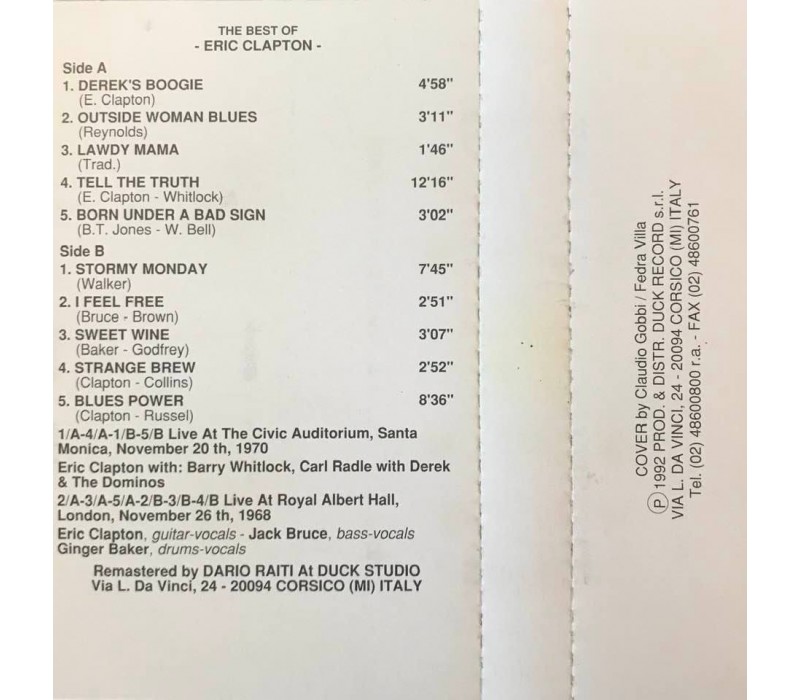 THE BEST OF
- ERIC CLAPTON -
Side A
1. DEREK'S BOOGIE 4'58"
(E. Clapton)
2. OUTSIDE WOMAN BLUES 3'11"
(Reynolds)
3. LAWDY MAMA 1'46"
(Trad.)
4. TELL THE TRUTH 12'16"
(E. Clapton - Whitlock)
5. BORN UNDER A BAD SIGN 3'02"
(B.T. Jones - W. Bell)
Side B
1. STORMY MONDAY 7'45"
(Walker)
2. I FEEL FREE 2'51"
(Bruce - Brown)
3. SWEET WINE 3'07"
(Baker - Godfrey)
4. STRANGE BREW 2'52"
(Clapton - Collins)
5. BLUES POWER 8'36"
(Clapton - Russel)
1/A-4/A-1/B-5/B Live At The Civic Auditorium, Santa
Monica, November 20 th, 1970
Eric Clapton with: Barry Whitlock, Carl Radle with Derek
& The Dominos
2/A-3/A-5/A-2/B-3/B-4/B Live At Royal Albert Hall,
London, November 26 th, 1968
Eric Clapton, guitar-vocals - Jack Bruce, bass-vocals
Ginger Baker, drums-vocals
Remastered by DARIO RAITI At DUCK STUDIO
Via L. Da Vinci, 24 - 20094 CORSICO (MI) ITALY
COVER by Claudio Gobbi / Fedra Villa
℗ 1992 PROD. & DISTR. DUCK RECORD s.r.l.
VIA L. DA VINCI, 24 - 20094 CORSICO (MI) ITALY
Tel. (02) 48600800 r.a. - FAX (02) 48600761